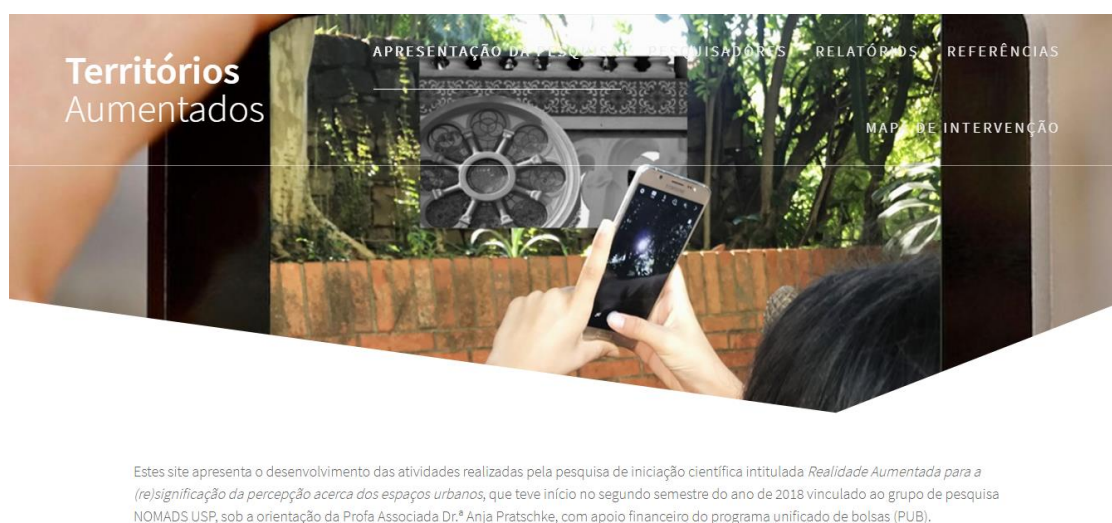 Territórios
Aumentados
APRESENTAÇÃO DA PESQUISA PESQUISADORES RELATÓRIOS REFERÊNCIAS
MAPA DE INTERVENÇÃO
Estes site apresenta o desenvolvimento das atividades realizadas pela pesquisa de iniciação científica intitulada Realidade Aumentada para a
(re)significação da percepção acerca dos espaços urbanos, que teve início no segundo semestre do ano de 2018 vinculado ao grupo de pesquisa
NOMADS USP, sob a orientação da Profa Associada Dr.ª Anja Pratschke, com apoio financeiro do programa unificado de bolsas (PUB).